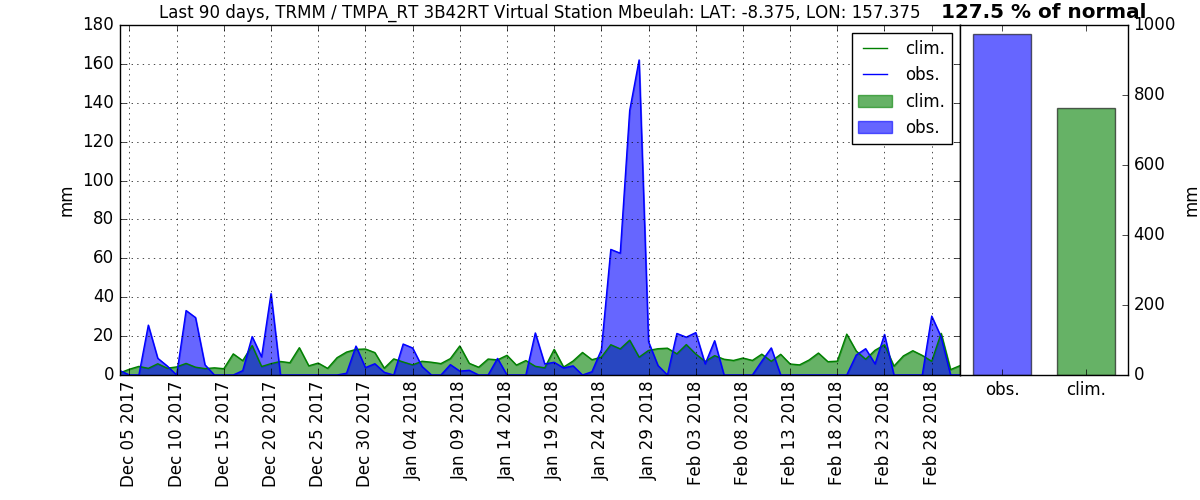 Last 90 days, TRMM / TMPA_RT 3B42RT Virtual Station Mbeulah: LAT: -8.375, LON: 157.375
127.5 % of normal
180
160
140
120
100
80
60
40
20
0
mm
clim.
obs.
clim.
obs.
Dec 05 2017
Dec 10 2017
Dec 15 2017
Dec 20 2017
Dec 25 2017
Dec 30 2017
Jan 04 2018
Jan 09 2018
Jan 14 2018
Jan 19 2018
Jan 24 2018
Jan 29 2018
Feb 03 2018
Feb 08 2018
Feb 13 2018
Feb 18 2018
Feb 23 2018
Feb 28 2018
1000
800
600
400
200
0
mm
obs.
clim.